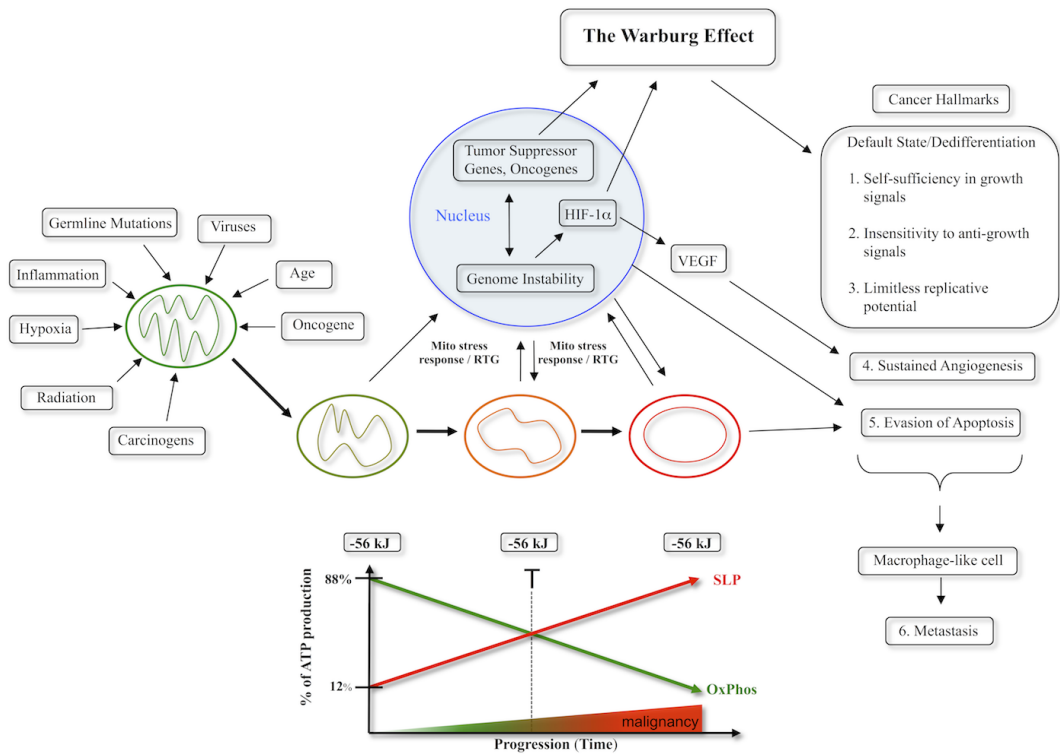 The Warburg Effect
Cancer Hallmarks
Default State/Dedifferentiation
1. Self-sufficiency in growth
signals
2. Insensitivity to anti-growth
signals
3. Limitless replicative
potential
Tumor Suppressor
Genes, Oncogenes
Nucleus
HIF-1α
Genome Instability
VEGF
Germline Mutations
Viruses
Inflammation
Age
Hypoxia
Oncogene
Radiation
Carcinogens
Mito stress
response / RTG
Mito stress
response / RTG
4. Sustained Angiogenesis
5. Evasion of Apoptosis
Macrophage-like cell
6. Metastasis
-56 kJ
-56 kJ
-56 kJ
88%
SLP
% of ATP production
12%
OxPhos
malignancy
Progression (Time)